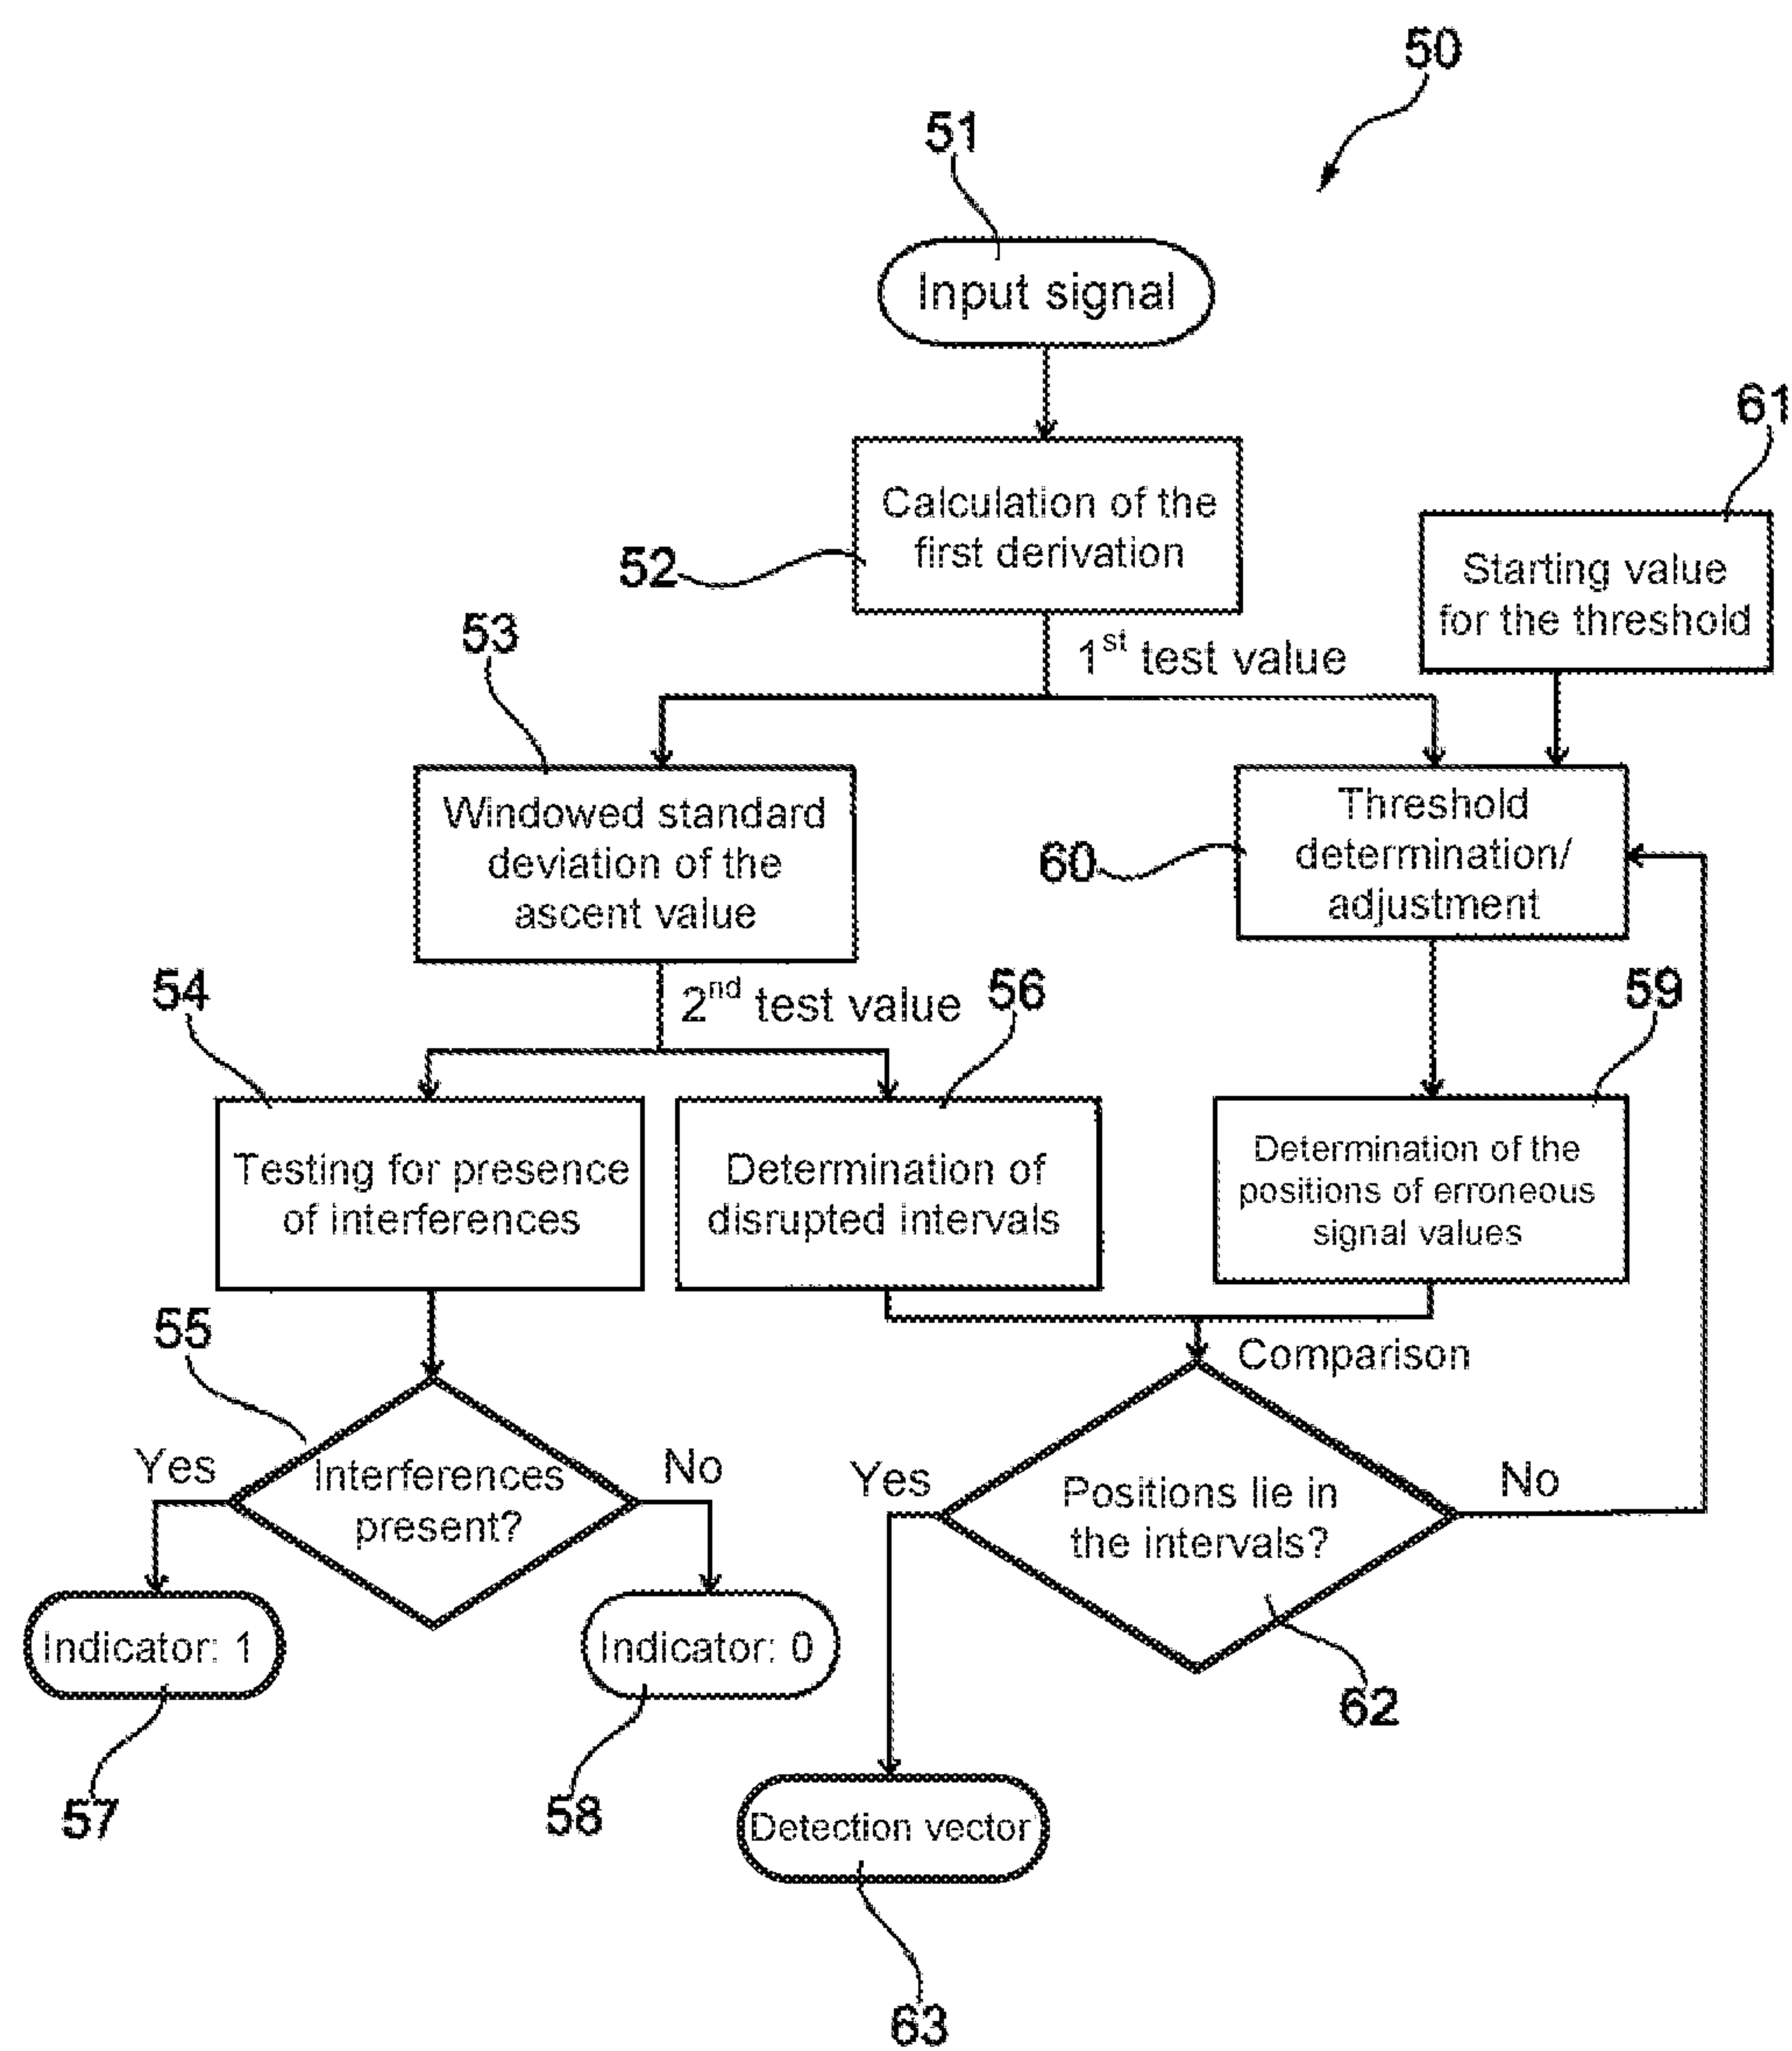 50
51
Input signal
61
Calculation of the
first derivation
52
Starting value
for the threshold
53
1st test value
Windowed standard
deviation of the
ascent value
Threshold
determination/
adjustment
60
54
2nd test value
56
59
Testing for presence
of interferences
Determination of
disrupted intervals
Determination of the
positions of erroneous
signal values
55
Comparison
Yes
Interferences
present?
No
Yes
Positions lie in
the intervals?
No
Indicator: 1
Indicator: 0
62
57
58
Detection vector
63